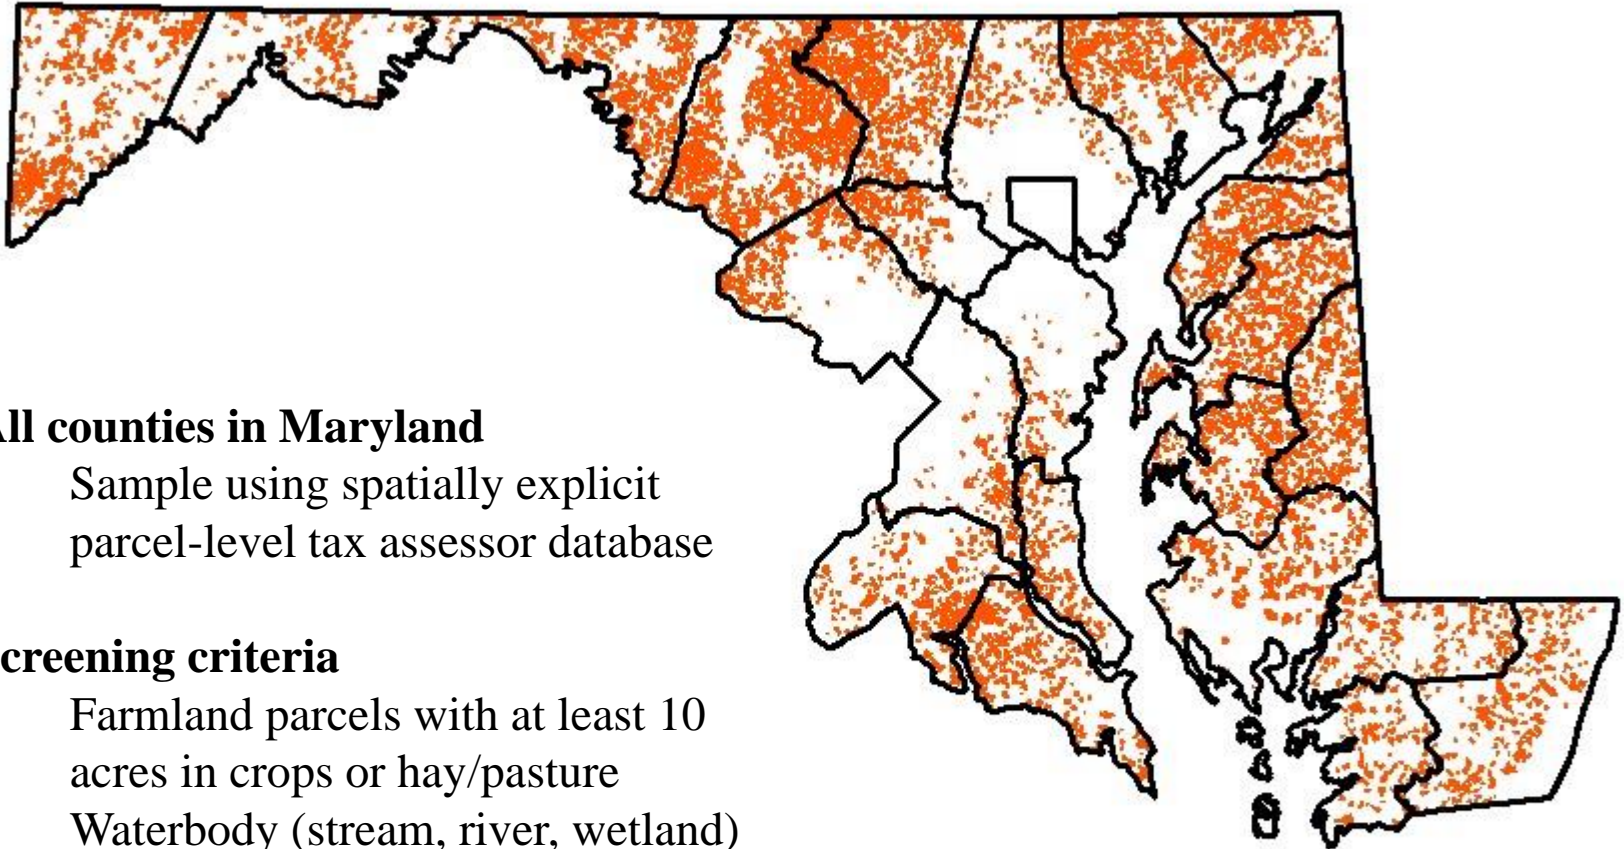 All counties in Maryland
Sample using spatially explicit
parcel-level tax assessor database
creening criteria
Farmland parcels with at least 10
acres in crops or hay/pasture
Waterbody (stream, river, wetland)